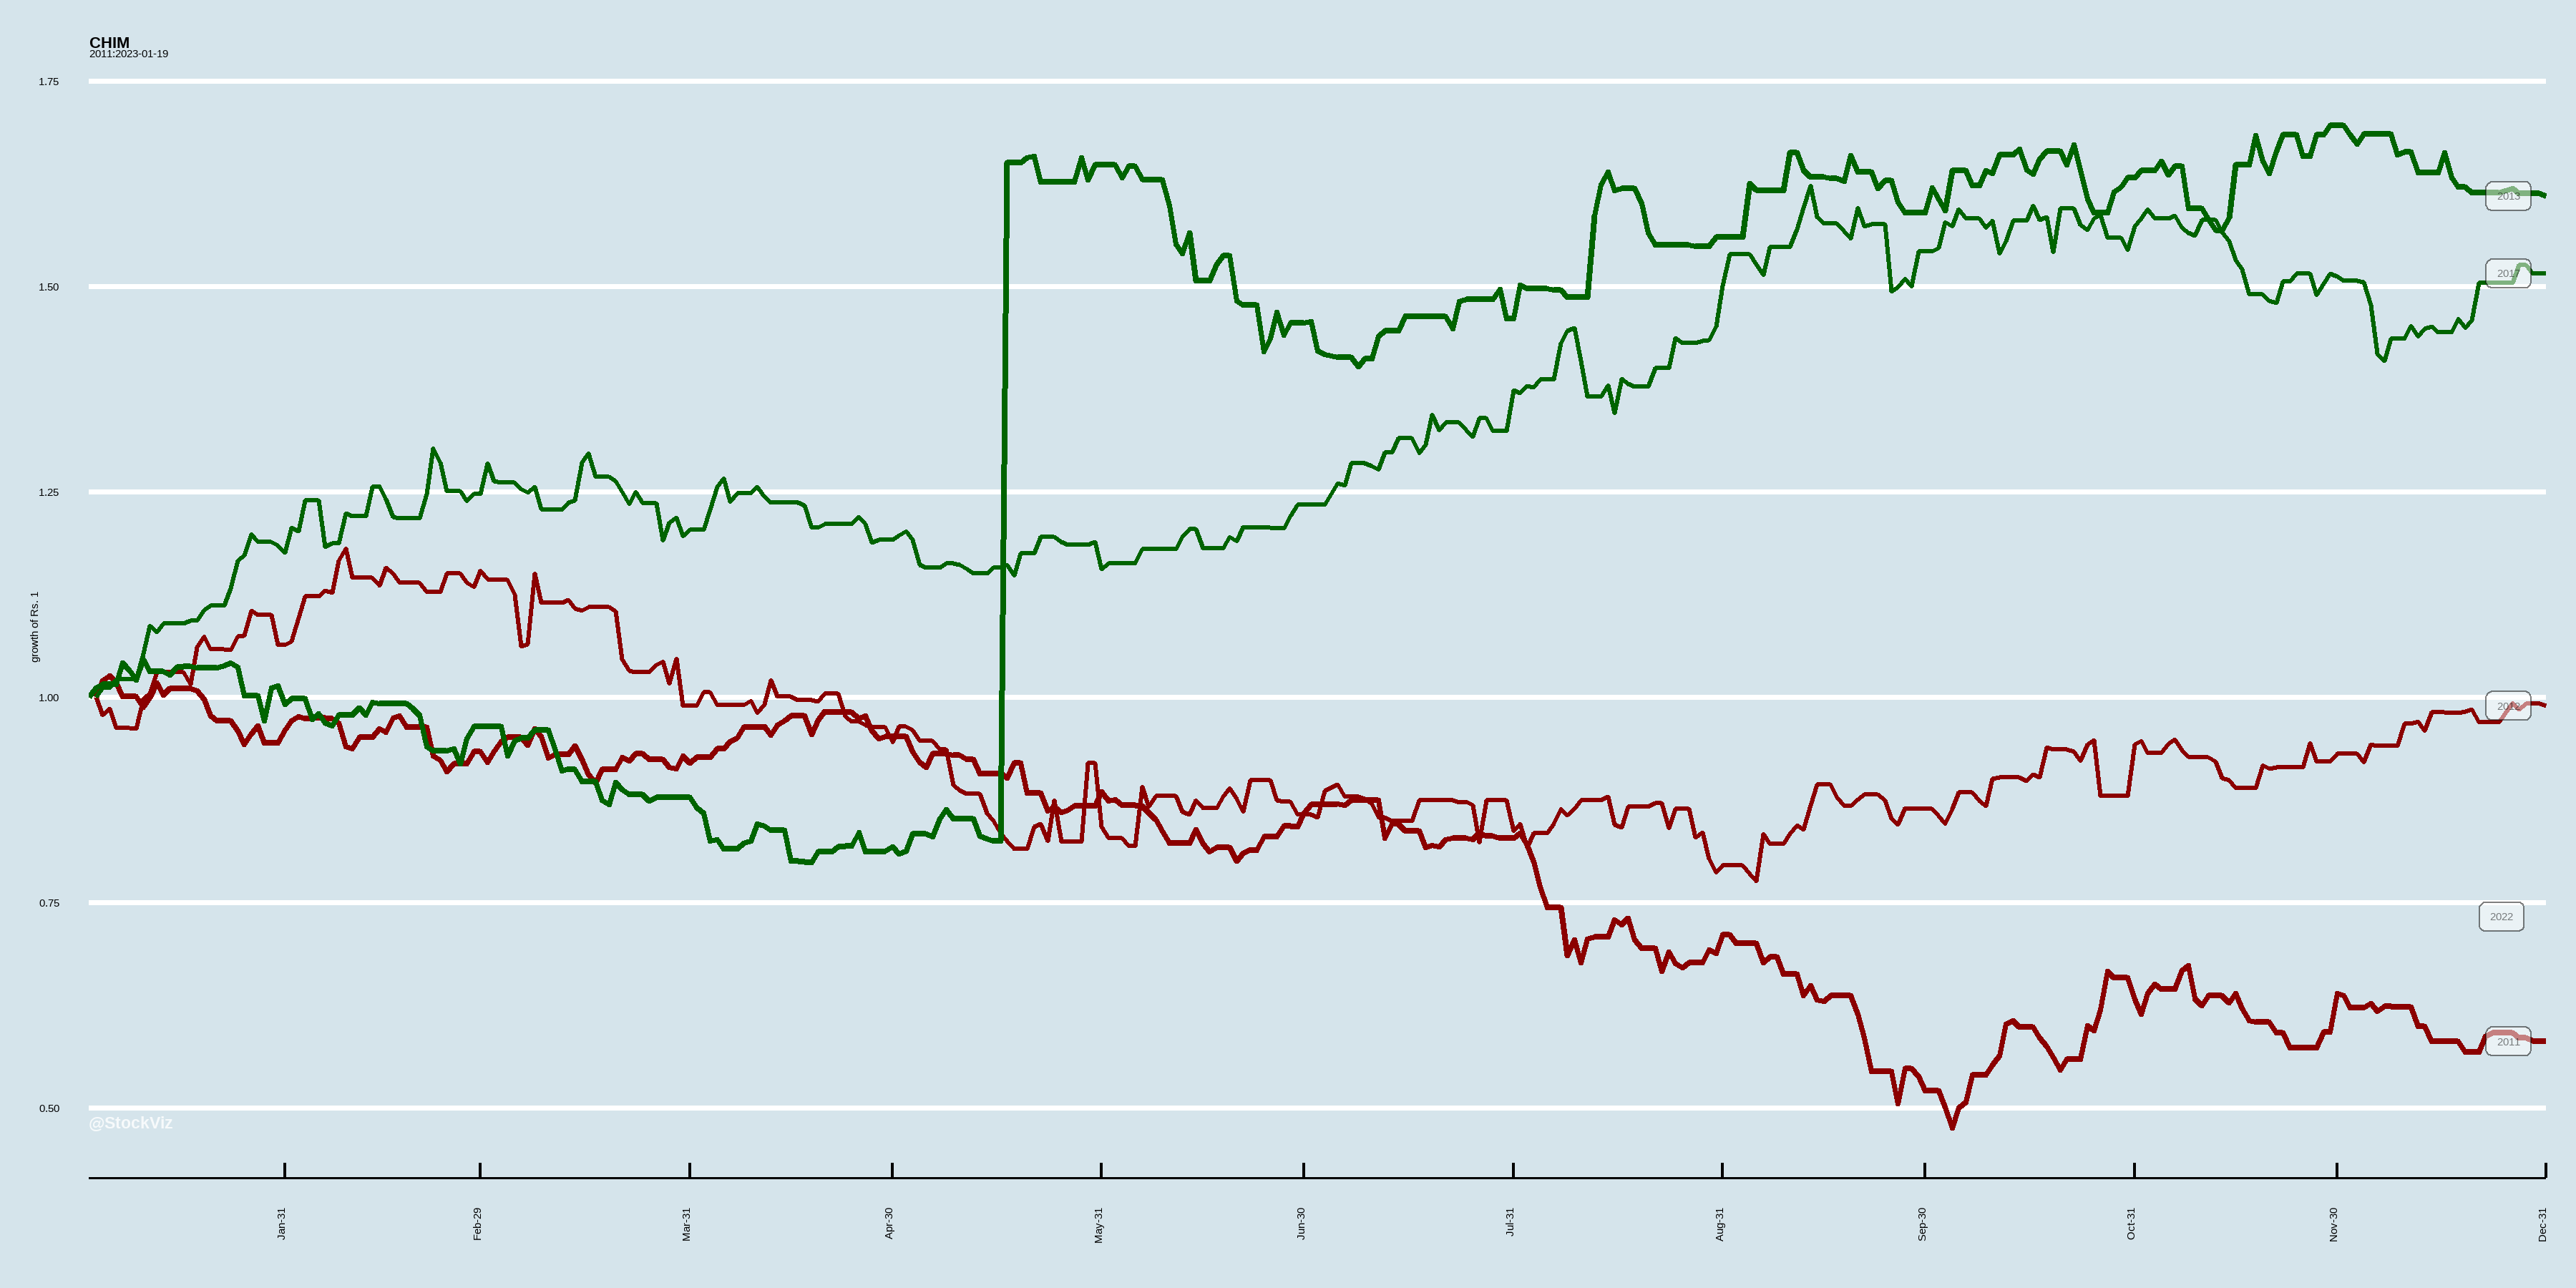 CHIM
2011:2023-01-19
1.75
1.50
1.25
1.00
0.75
0.50
growth of Rs. 1
2013
2017
2022
2011
@StockViz
Jan-31
Feb-29
Mar-31
Apr-30
May-31
Jun-30
Jul-31
Aug-31
Sep-30
Oct-31
Nov-30
Dec-31